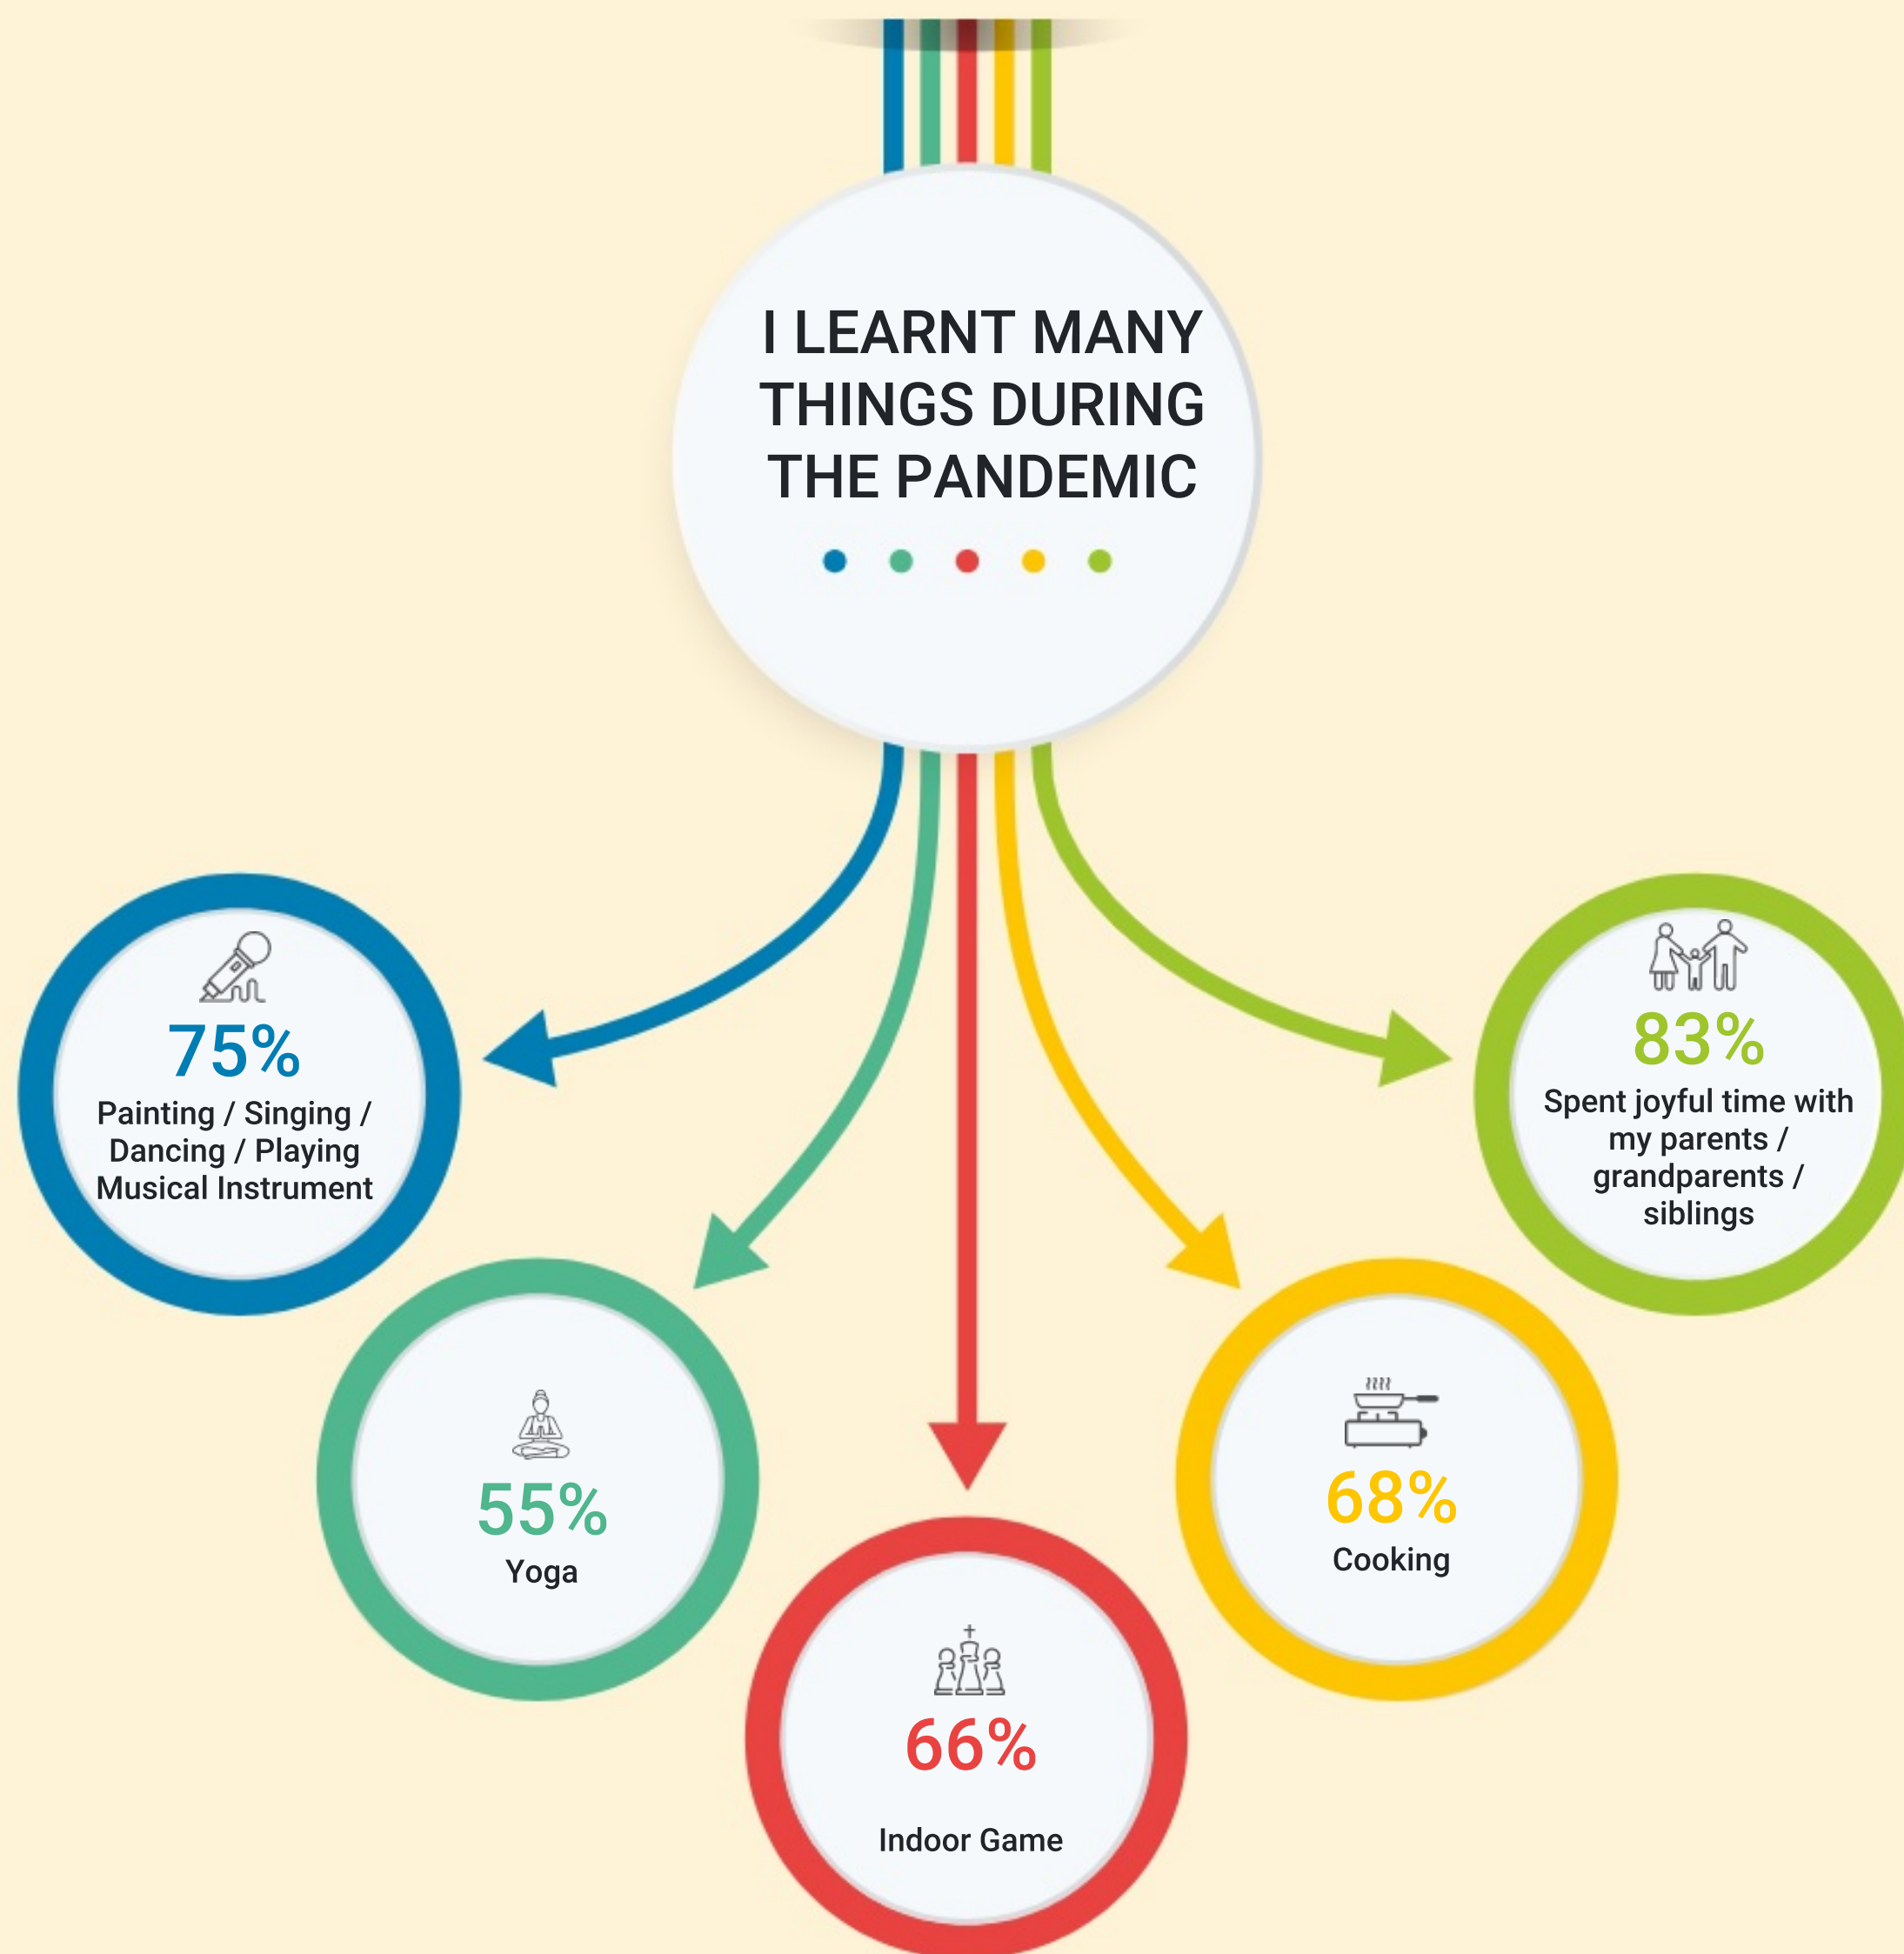 I LEARNT MANY
THINGS DURING
THE PANDEMIC
75%
Painting / Singing /
Dancing / Playing
Musical Instrument
55%
Yoga
66%
Indoor Game
68%
Cooking
83%
Spent joyful time with
my parents /
grandparents /
siblings